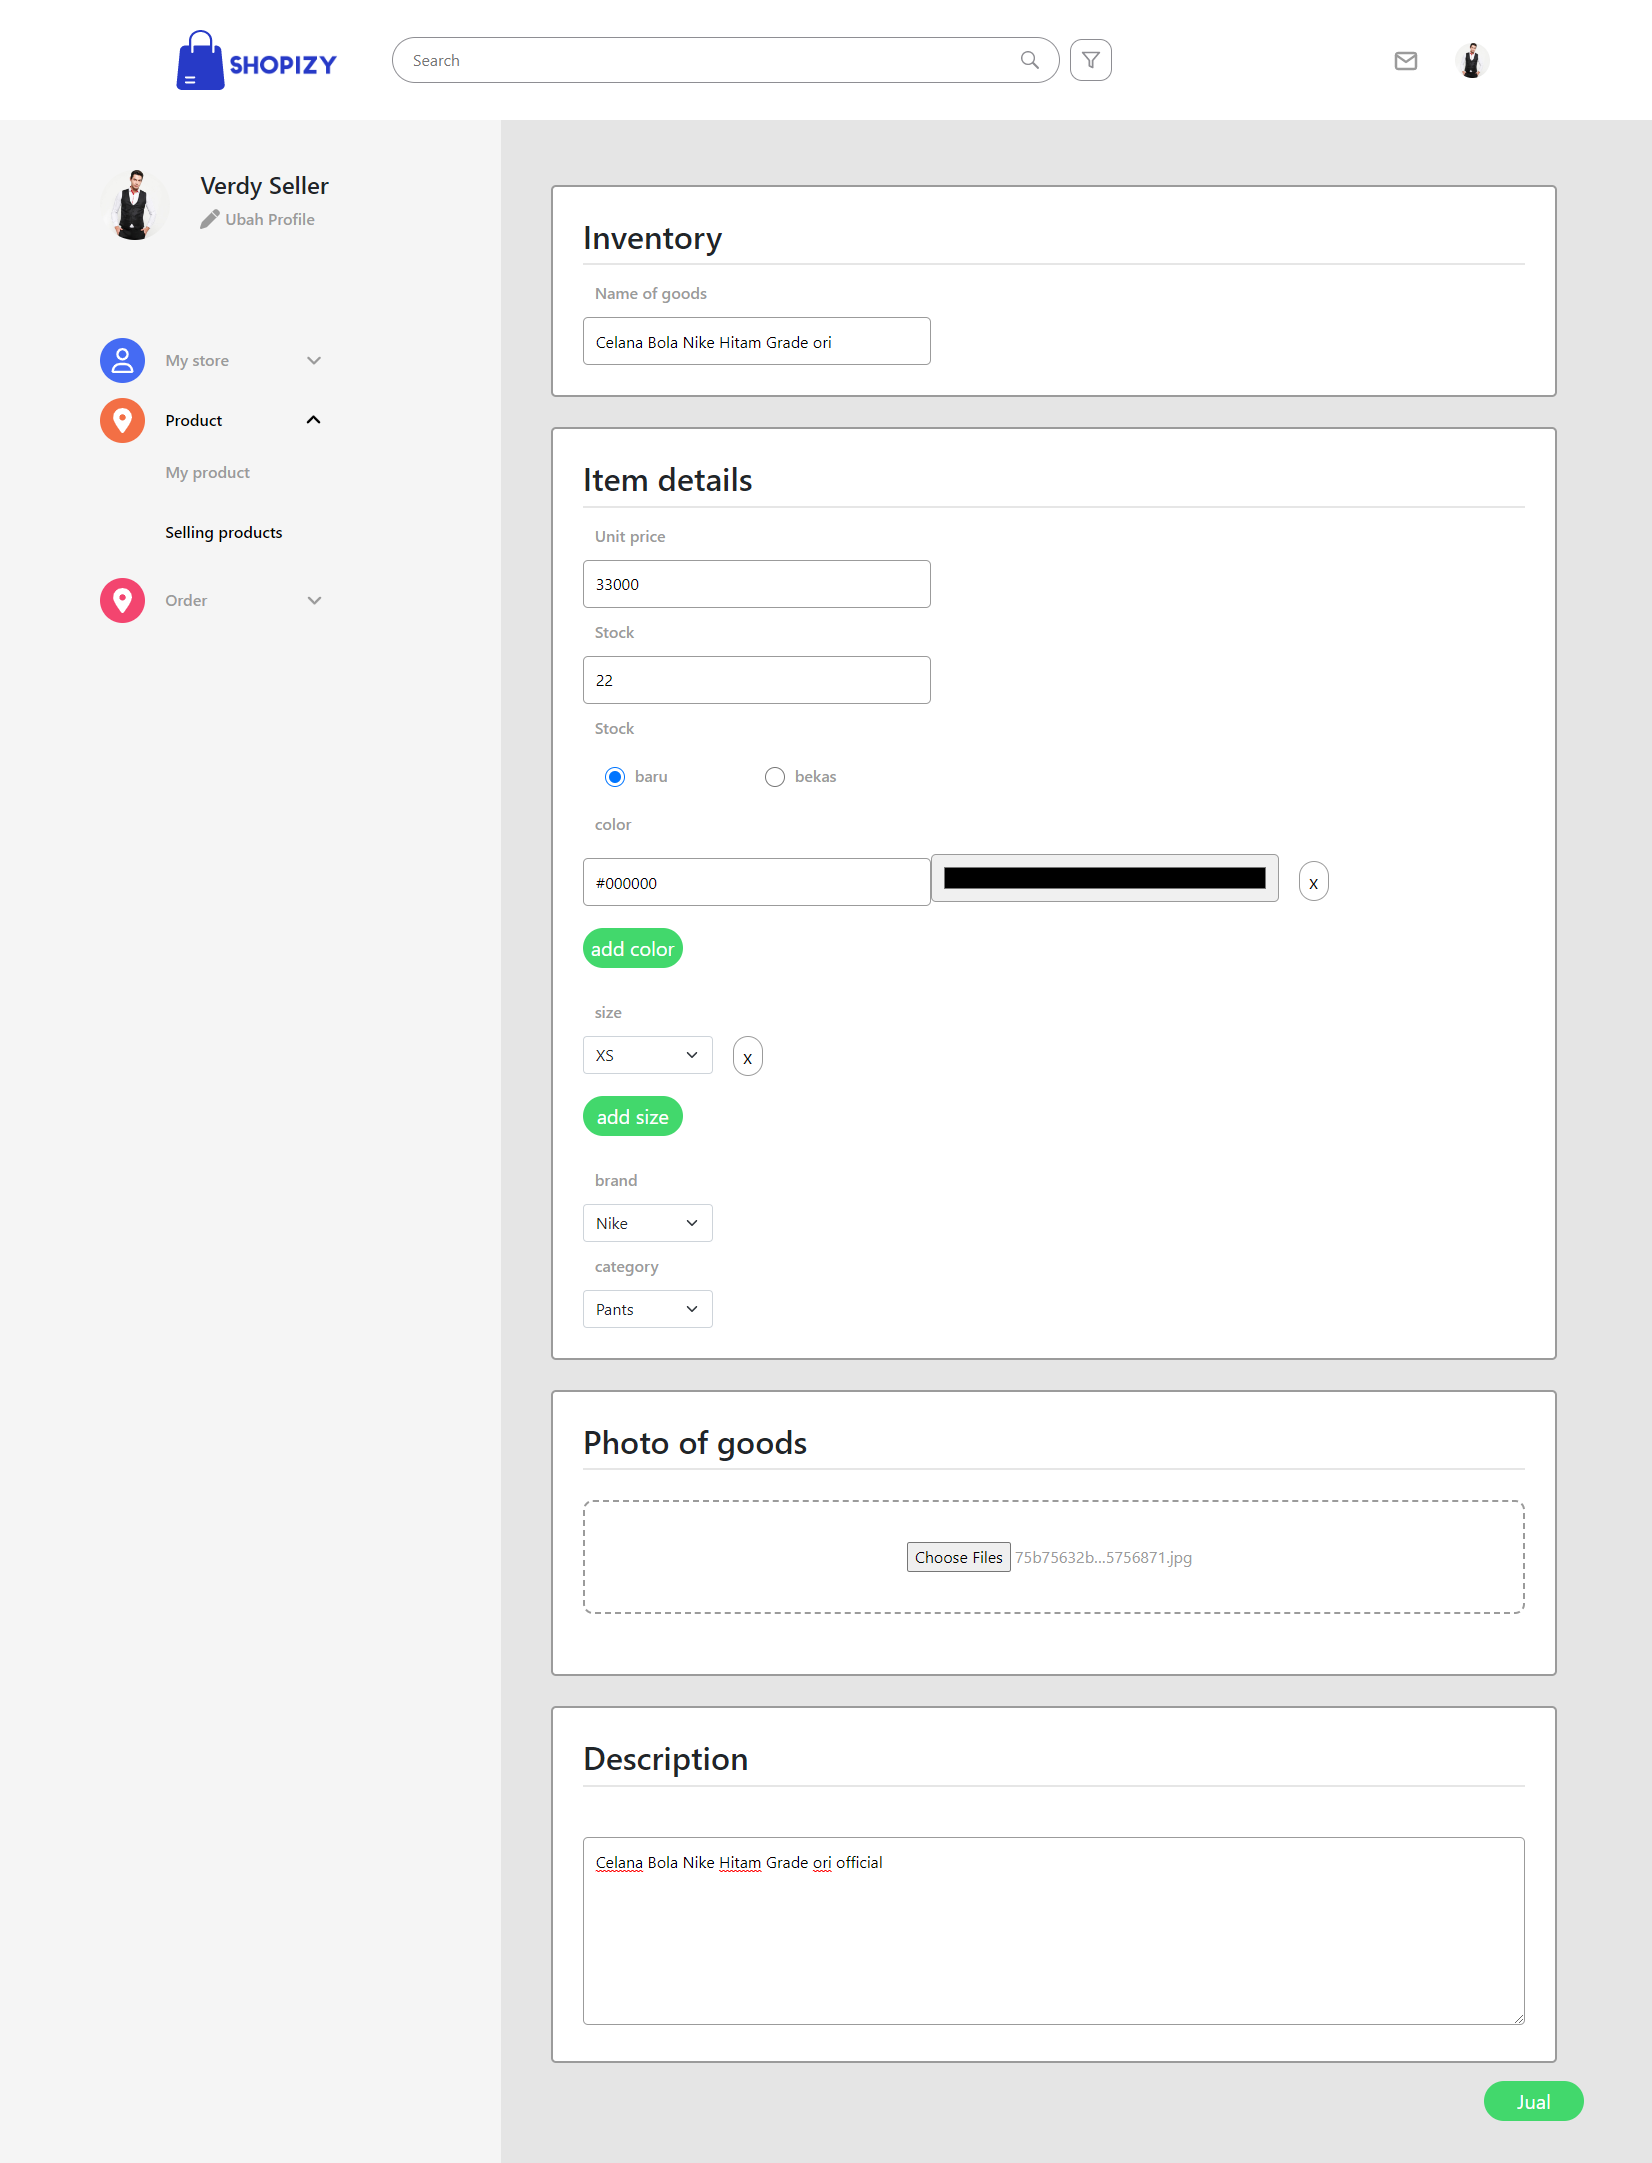 SHOPIZY
Search
Verdy Seller
Ubah Profile
My store
Product
My product
Selling products
Order
Inventory
Name of goods
Celana Bola Nike Hitam Grade ori
Item details
Unit price
33000
Stock
22
Stock
baru bekas
color
#000000 x
add color
size
XS x
add size
brand
Nike
category
Pants
Photo of goods
Choose Files 75b75632b...5756871.jpg
Description
Celana Bola Nike Hitam Grade ori official
Jual